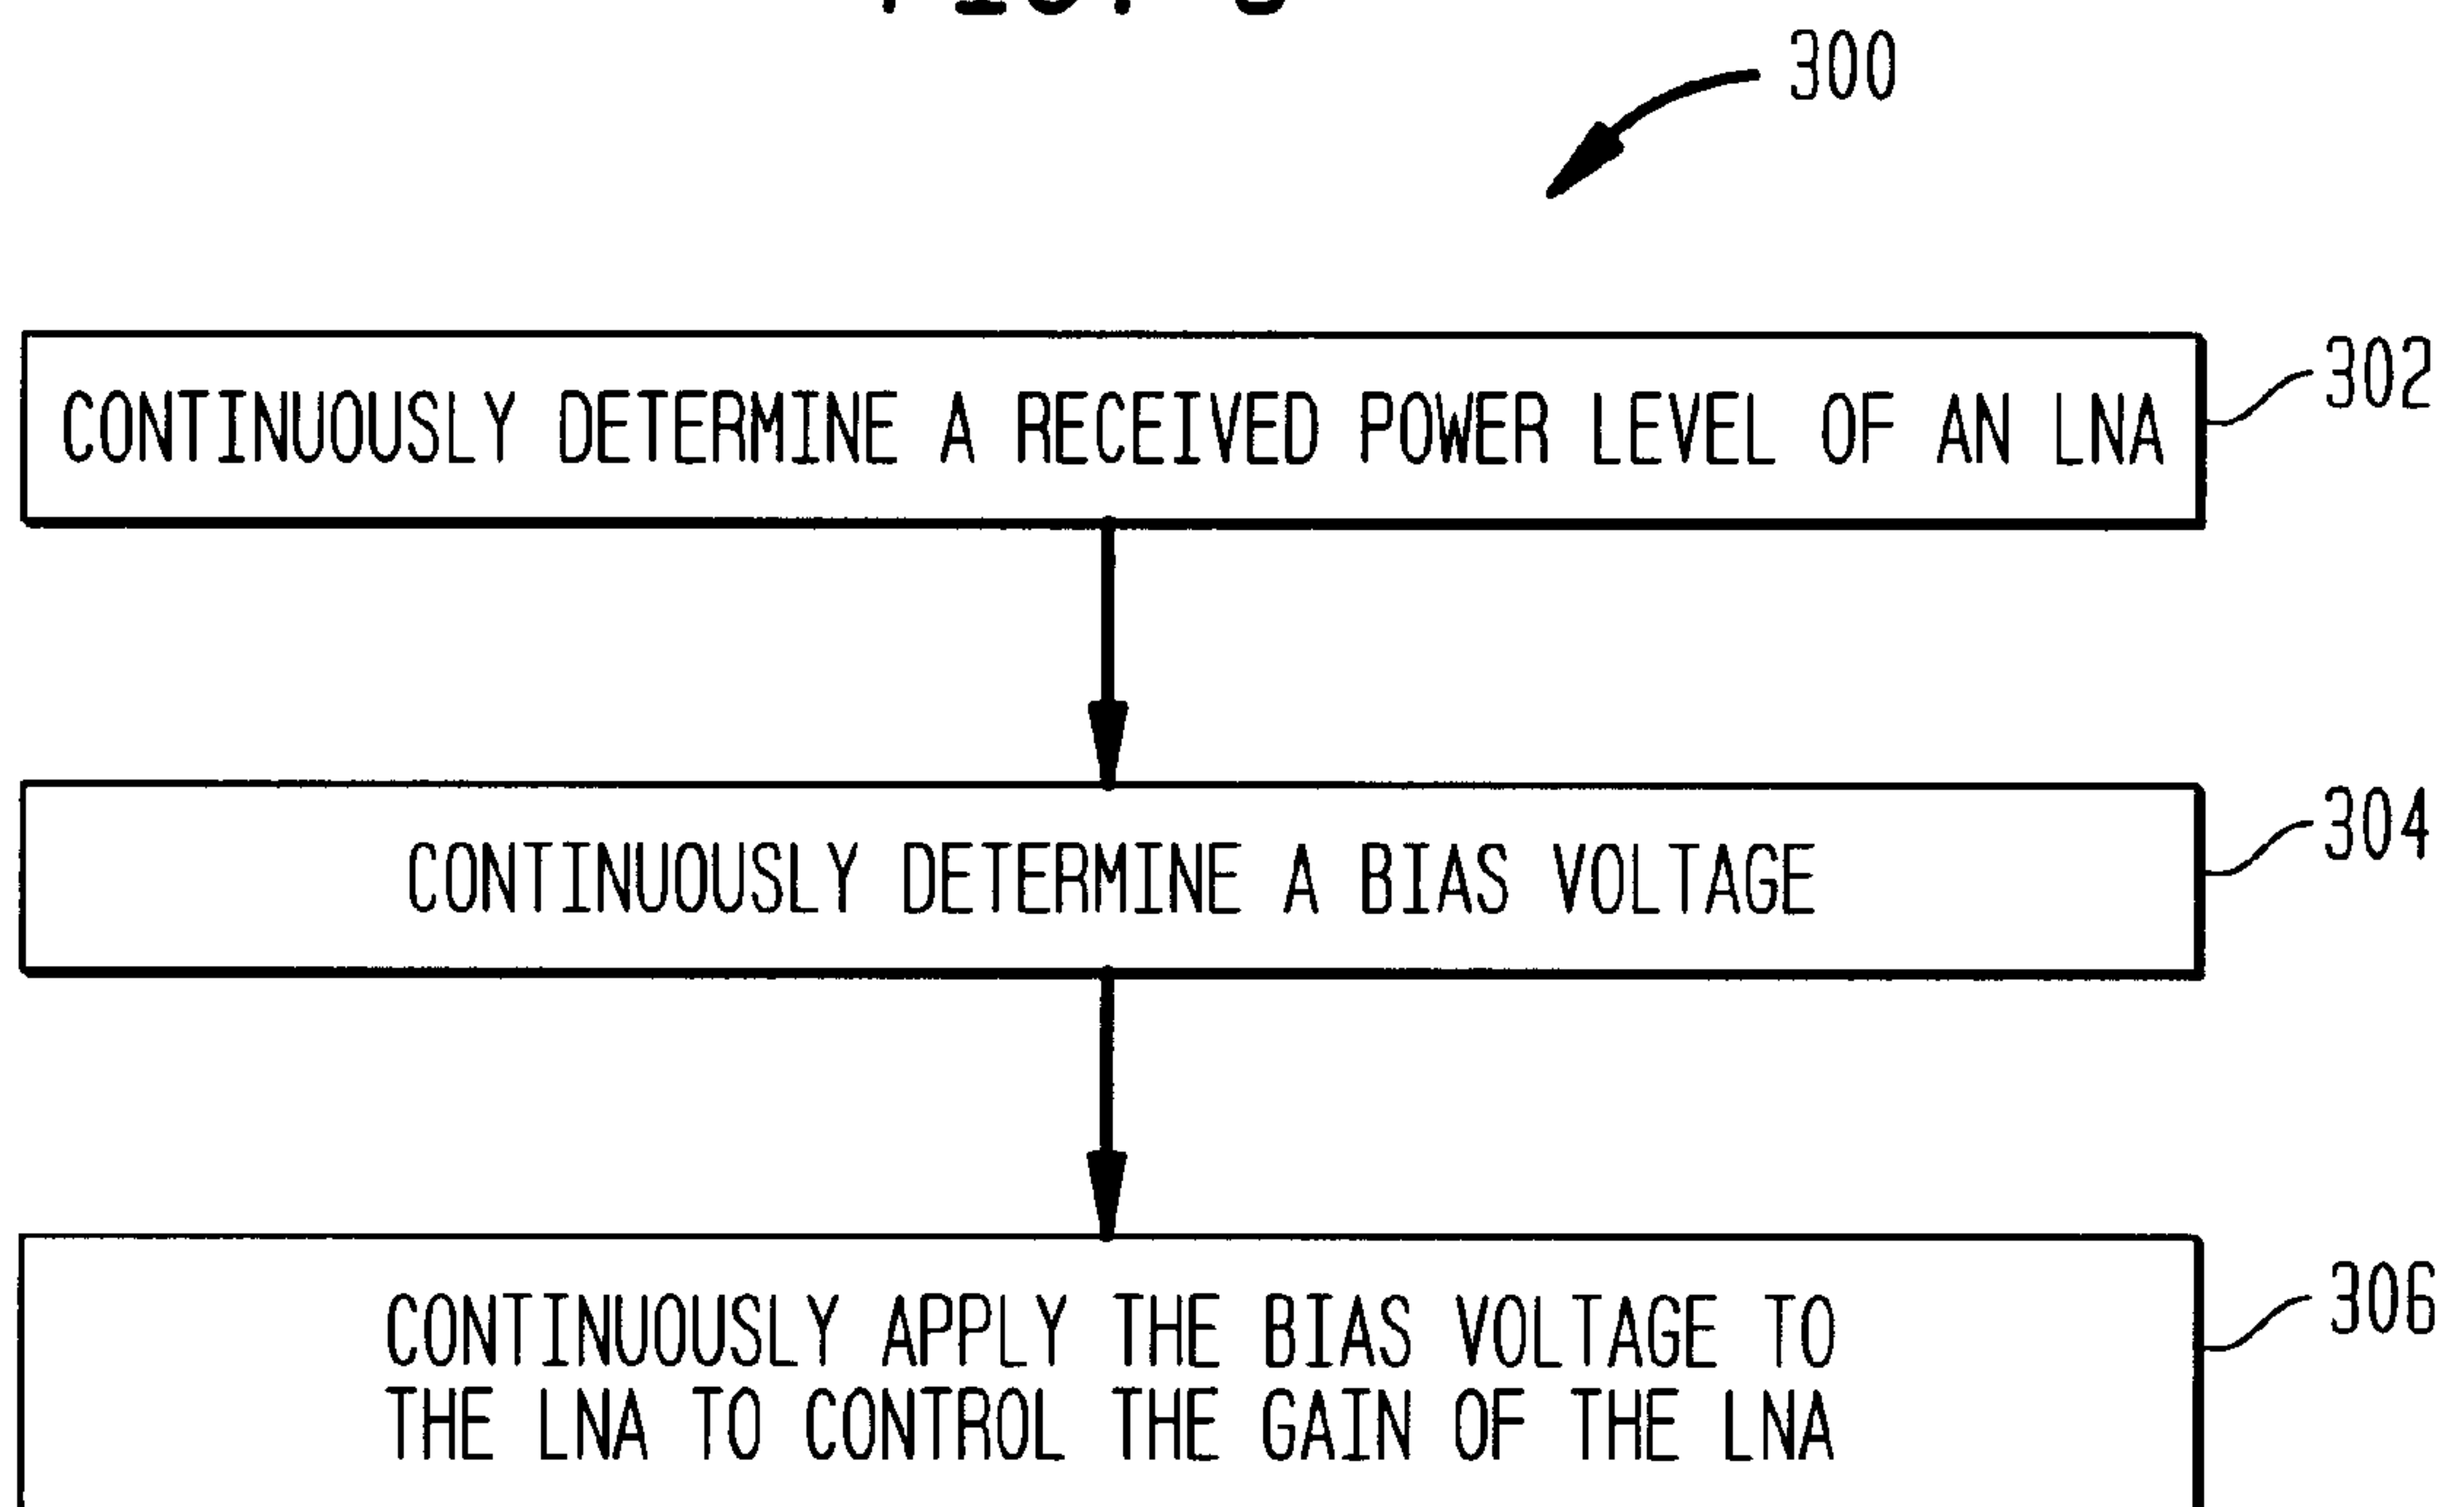 300
CONTINUOUSLY DETERMINE A RECEIVED POWER LEVEL OF AN LNA
302
CONTINUOUSLY DETERMINE A BIAS VOLTAGE
304
CONTINUOUSLY APPLY THE BIAS VOLTAGE TO
THE LNA TO CONTROL THE GAIN OF THE LNA
306